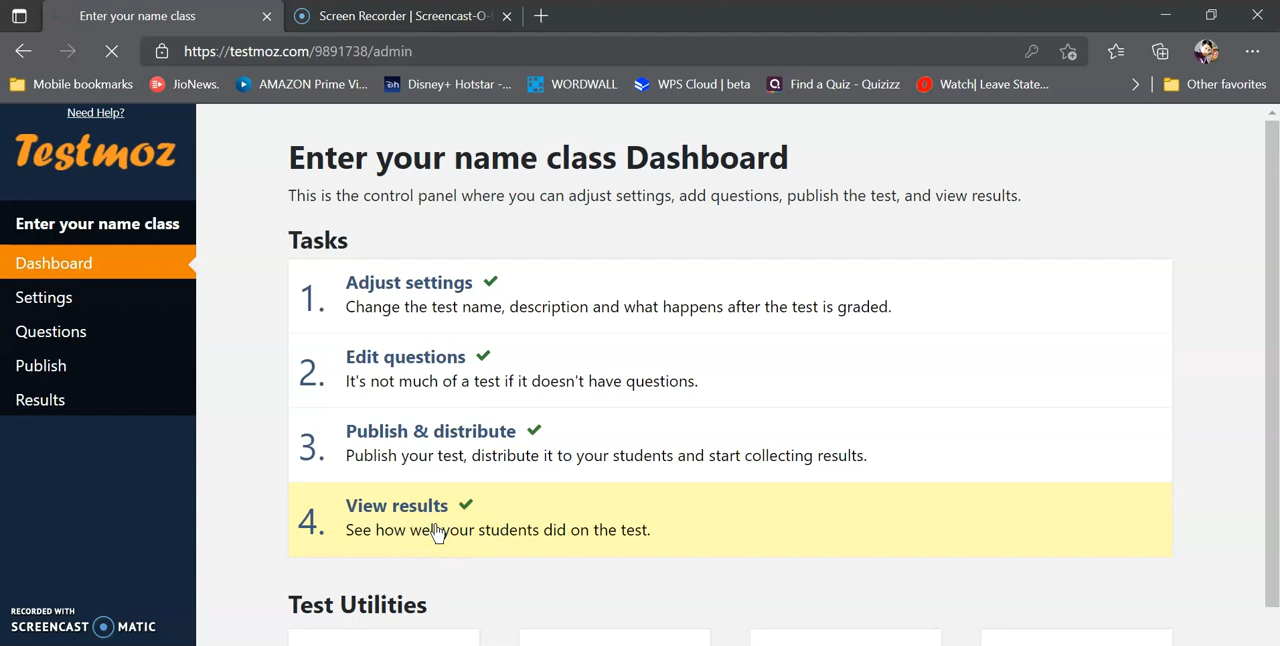 Enter your name class
Screen Recorder | Screencast-O-
https://testmoz.com/9891738/admin
Mobile bookmarks
JioNews.
AMAZON Prime Vi...
Disney+ Hotstar -...
WORDWALL
WPS Cloud | beta
Find a Quiz - Quizizz
Watch| Leave State...
Other favorites
Need Help?
Testmoz
Enter your name class
Dashboard
Settings
Questions
Publish
Results
RECORDED WITH
SCREENCAST MATIC
Enter your name class Dashboard
This is the control panel where you can adjust settings, add questions, publish the test, and view results.
Tasks
1. Adjust settings
Change the test name, description and what happens after the test is graded.
2. Edit questions
It's not much of a test if it doesn't have questions.
3. Publish & distribute
Publish your test, distribute it to your students and start collecting results.
4. View results
See how well your students did on the test.
Test Utilities